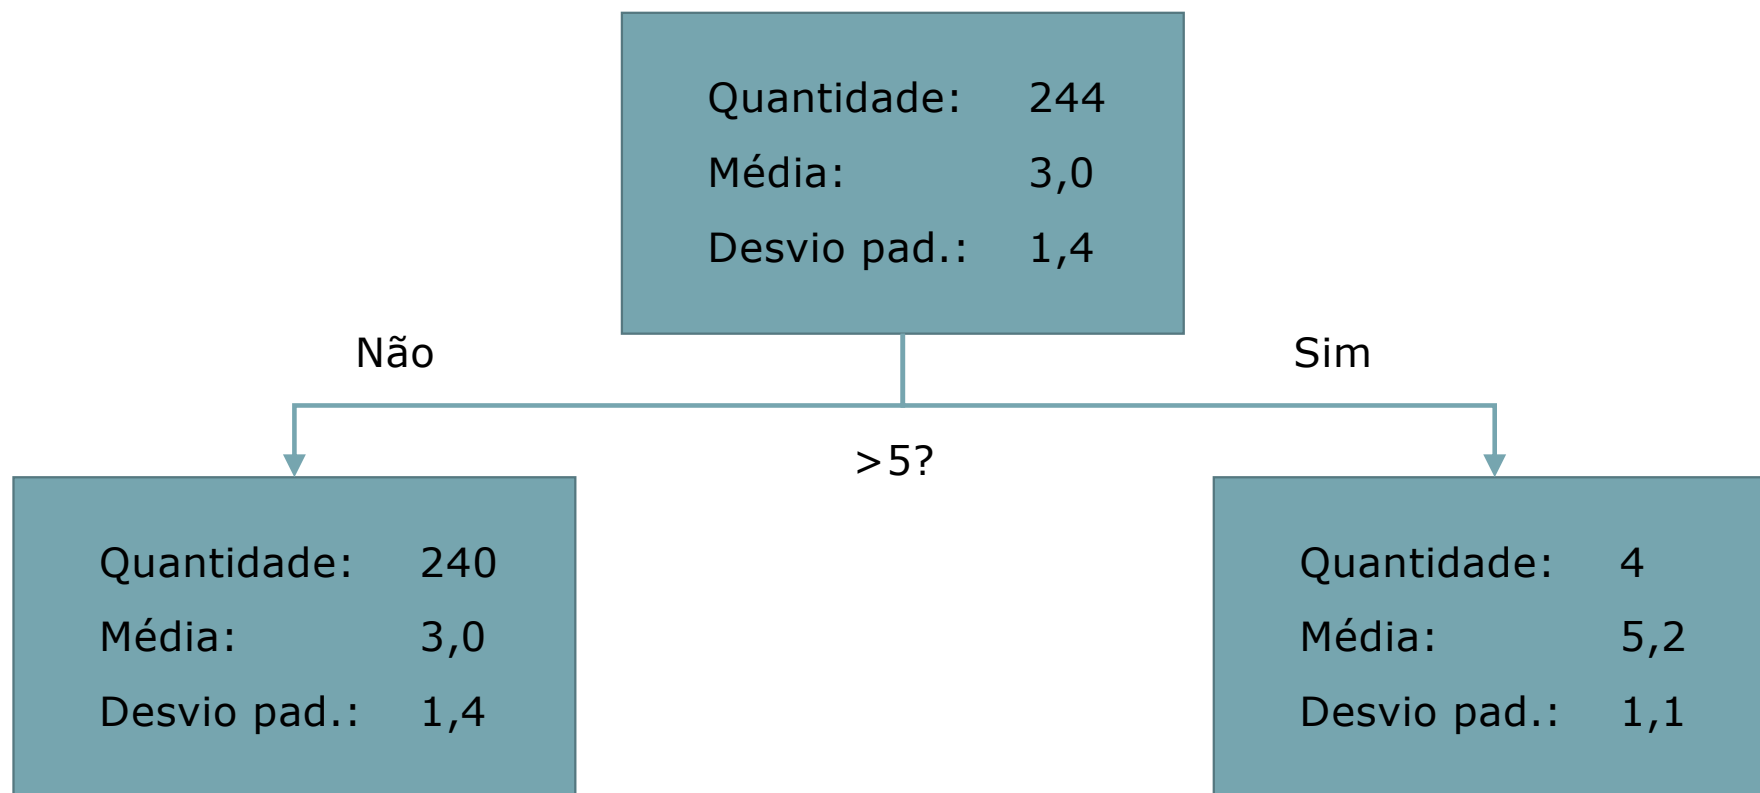 Quantidade: 244
Média: 3,0
Desvio pad.: 1,4
Não
Sim
>5?
Quantidade: 240
Média: 3,0
Desvio pad.: 1,4
Quantidade: 4
Média: 5,2
Desvio pad.: 1,1